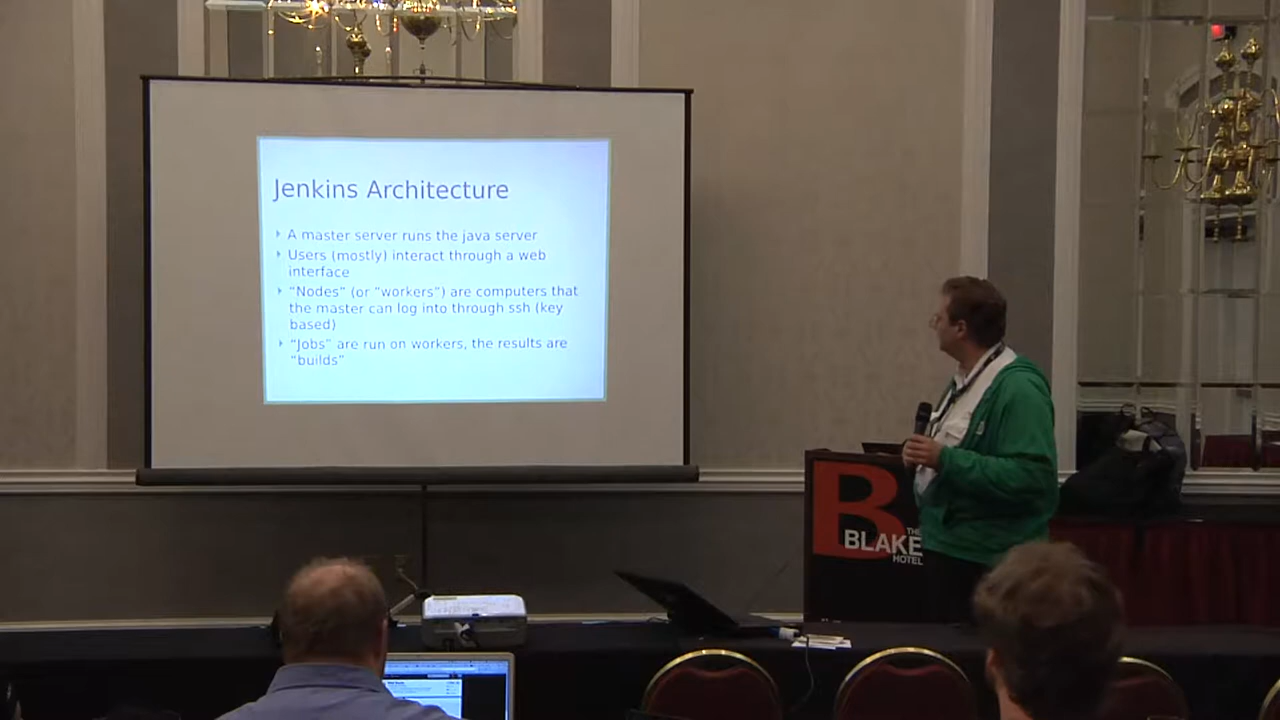 Jenkins Architecture
A master server runs the java server
Users (mostly) interact through a web
interface
“Nodes” (or “workers”) are computers that
the master can log into through ssh (key
based)
“Jobs” are run on workers, the results are
“builds”
B
THE
BLAKE
HOTEL